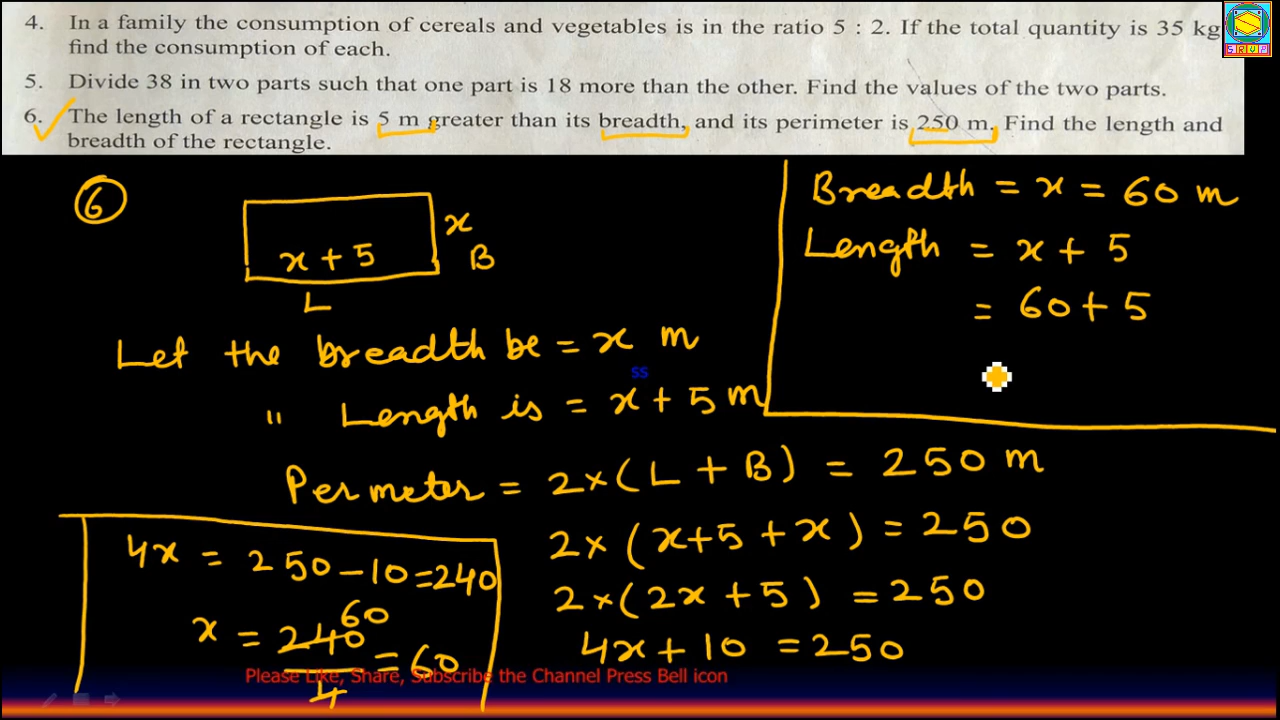 4. In a family the consumption of cereals and vegetables is in the ratio 5 : 2. If the total quantity is 35 kg
find the consumption of each.
5. Divide 38 in two parts such that one part is 18 more than the other. Find the values of the two parts.
6. The length of a rectangle is 5 m greater than its breadth, and its perimeter is 250 m. Find the length and
breadth of the rectangle.
SRUP
6
x + 5
x
B
L
Let the breadth be = x m
ss
" Length is = x + 5 m
Permeter = 2×(L + B) = 250 m
2× (x+5 + x) = 250
2×(2x + 5) = 250
4x + 10 = 250
4x = 250 – 10 = 240
60
x = 240/4 = 60
Breadth = x = 60 m
Length = x + 5
= 60 + 5
Please Like, Share, Subscribe the Channel Press Bell icon